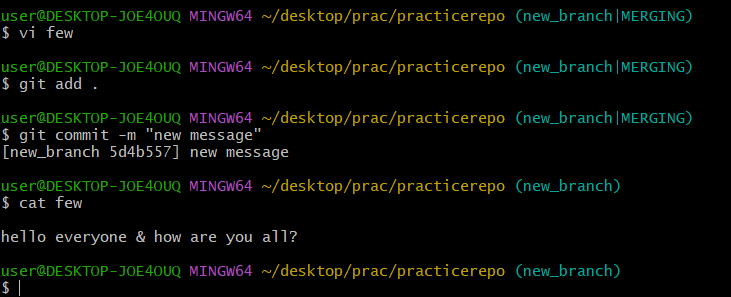 user@DESKTOP-JOE4OUQ MINGW64 ~/desktop/prac/practicerepo (new_branch|MERGING)
$ vi few
user@DESKTOP-JOE4OUQ MINGW64 ~/desktop/prac/practicerepo (new_branch|MERGING)
$ git add .
user@DESKTOP-JOE4OUQ MINGW64 ~/desktop/prac/practicerepo (new_branch|MERGING)
$ git commit -m "new message"
[new_branch 5d4b557] new message
user@DESKTOP-JOE4OUQ MINGW64 ~/desktop/prac/practicerepo (new_branch)
$ cat few
hello everyone & how are you all?
user@DESKTOP-JOE4OUQ MINGW64 ~/desktop/prac/practicerepo (new_branch)
$